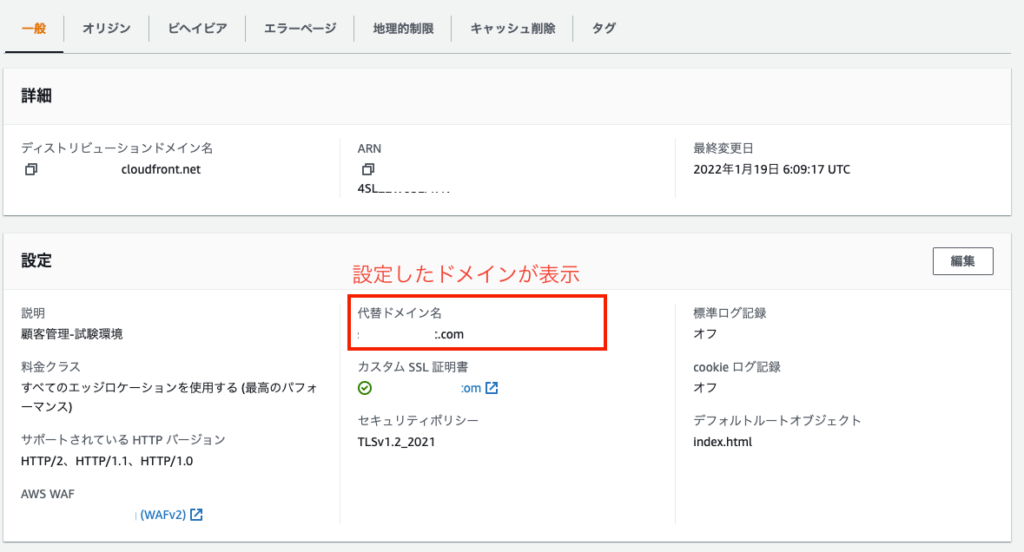 一般 オリジン ビヘイビア エラーページ 地理的制限 キャッシュ削除 タグ
詳細
ディストリビューションドメイン名
cloudfront.net
ARN
最終変更日
2022年1月19日 6:09:17 UTC
設定
設定したドメインが表示
編集
説明
顧客管理-試験環境
料金クラス
すべてのエッジロケーションを使用する (最高のパフォ
ーマンス)
サポートされている HTTP バージョン
HTTP/2、HTTP/1.1、HTTP/1.0
AWS WAF
(WAFv2)
代替ドメイン名
.com
カスタム SSL 証明書
om
セキュリティポリシー
TLSv1.2_2021
標準ログ記録
オフ
cookie ログ記録
オフ
デフォルトルートオブジェクト
index.html